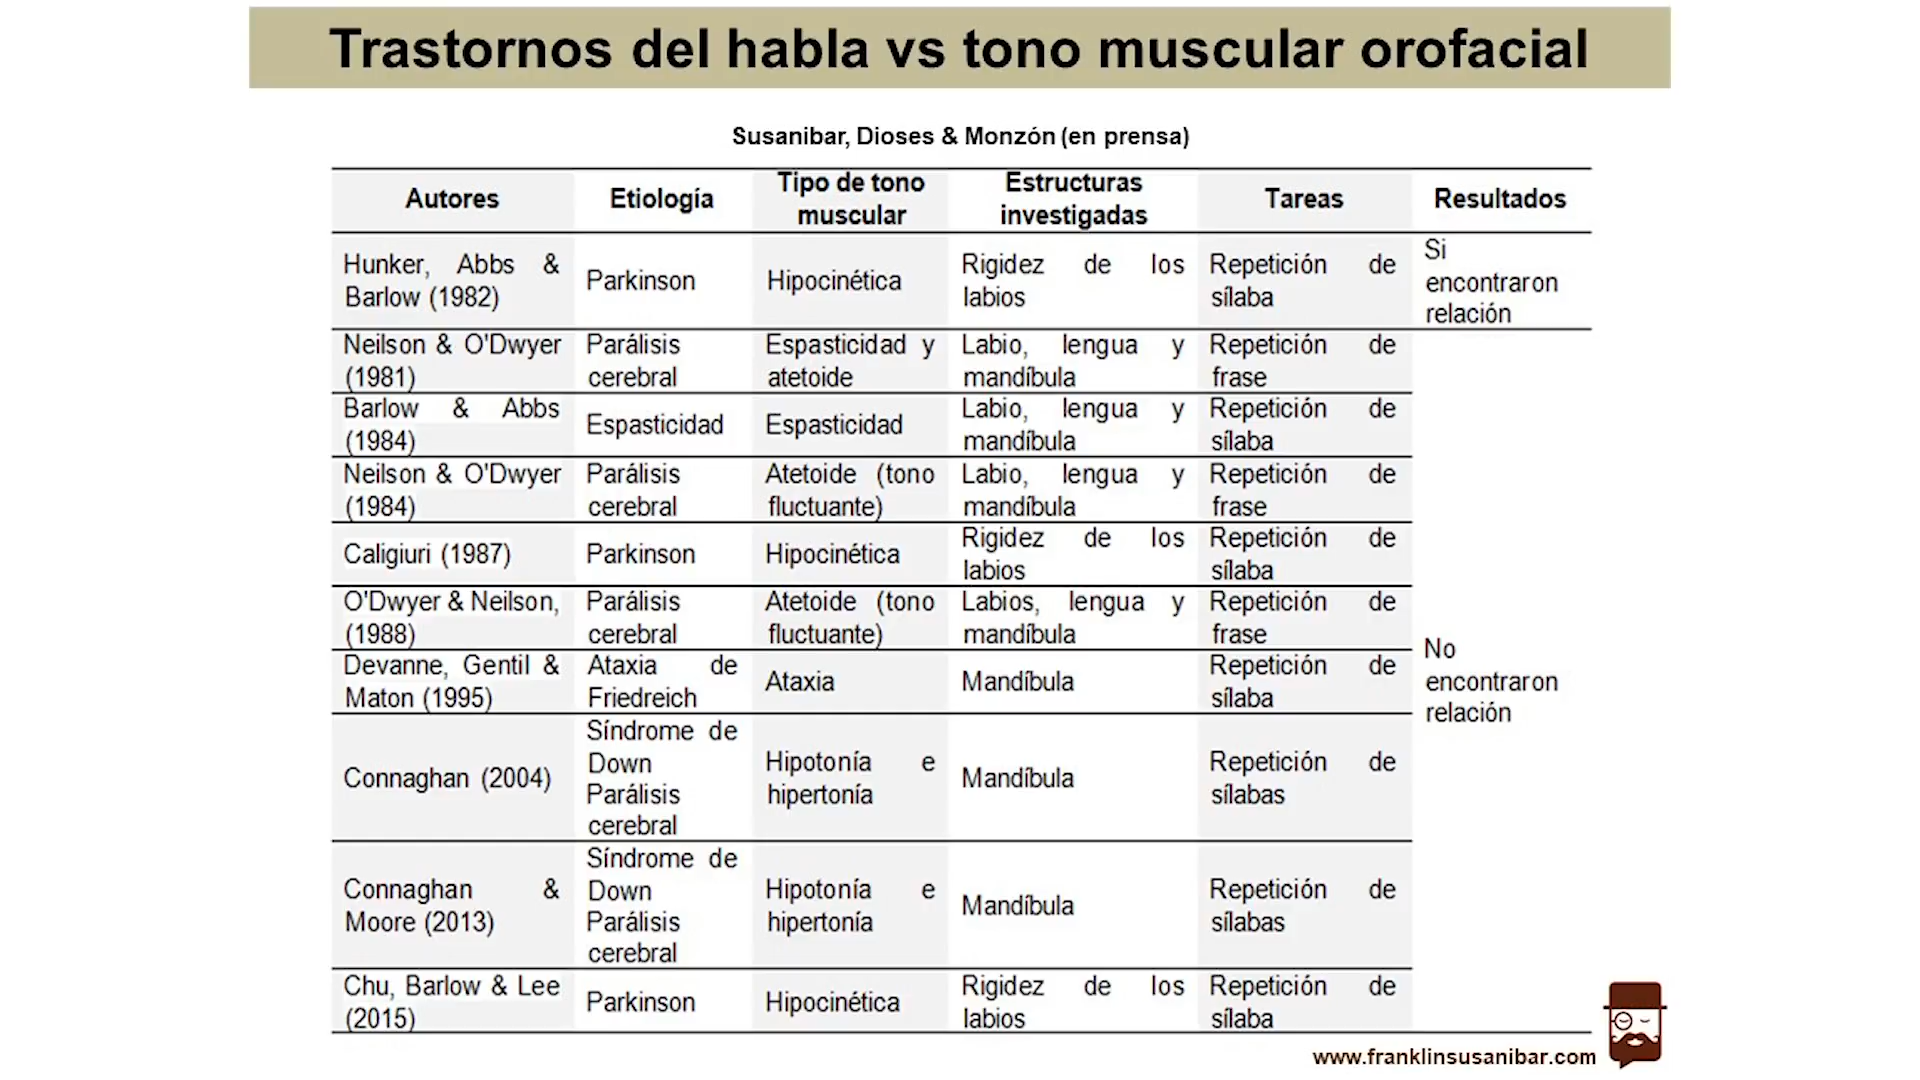 Trastornos del habla vs tono muscular orofacial
Susanibar, Dioses & Monzón (en prensa)
Autores Etiología Tipo de tono muscular Estructuras investigadas Tareas Resultados
Hunker, Abbs & Barlow (1982) Parkinson Hipocinética Rigidez de los labios Repetición de sílaba Si encontraron relación
Neilson & O'Dwyer (1981) Parálisis cerebral Espasticidad y atetoide Labio, lengua y mandíbula Repetición de frase
Barlow & Abbs (1984) Espasticidad Espasticidad Labio, lengua y mandíbula Repetición de sílaba
Neilson & O'Dwyer (1984) Parálisis cerebral Atetoide (tono fluctuante) Labio, lengua y mandíbula Repetición de frase
Caligiuri (1987) Parkinson Hipocinética Rigidez de los labios Repetición de sílaba
O'Dwyer & Neilson, (1988) Parálisis cerebral Atetoide (tono fluctuante) Labios, lengua y mandíbula Repetición de frase
Devanne, Gentil & Maton (1995) Ataxia de Friedreich Ataxia Mandíbula Repetición de sílaba No encontraron relación
Connaghan (2004) Síndrome de Down Parálisis cerebral Hipotonía e hipertonía Mandíbula Repetición de sílabas
Connaghan & Moore (2013) Síndrome de Down Parálisis cerebral Hipotonía e hipertonía Mandíbula Repetición de sílabas
Chu, Barlow & Lee (2015) Parkinson Hipocinética Rigidez de los labios Repetición de sílaba
www.franklinsusanibar.com